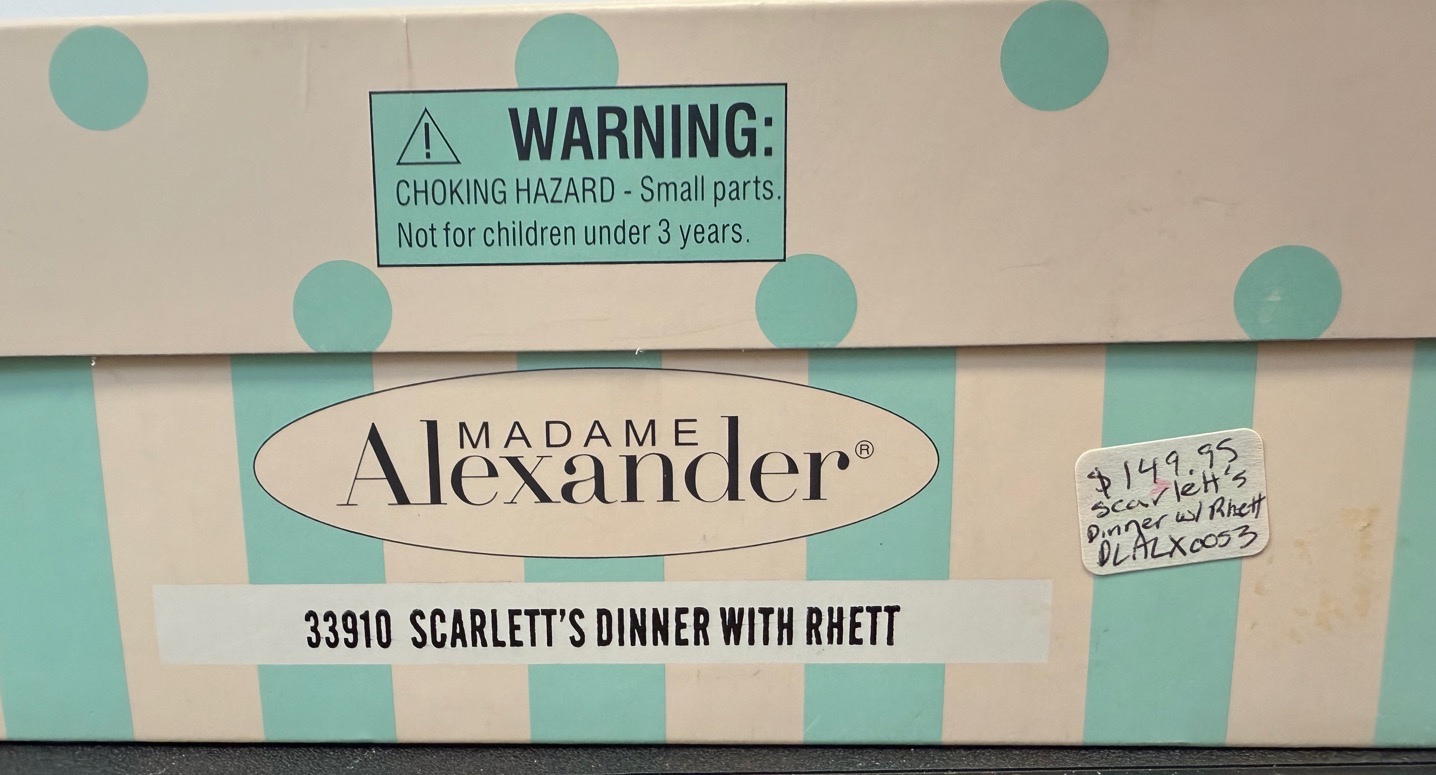 WARNING:
CHOKING HAZARD - Small parts.
Not for children under 3 years.
MADAME
Alexander®
$149.95
Scarlett's
Dinner w/ Rhett
DLALX0053
33910 SCARLETT'S DINNER WITH RHETT